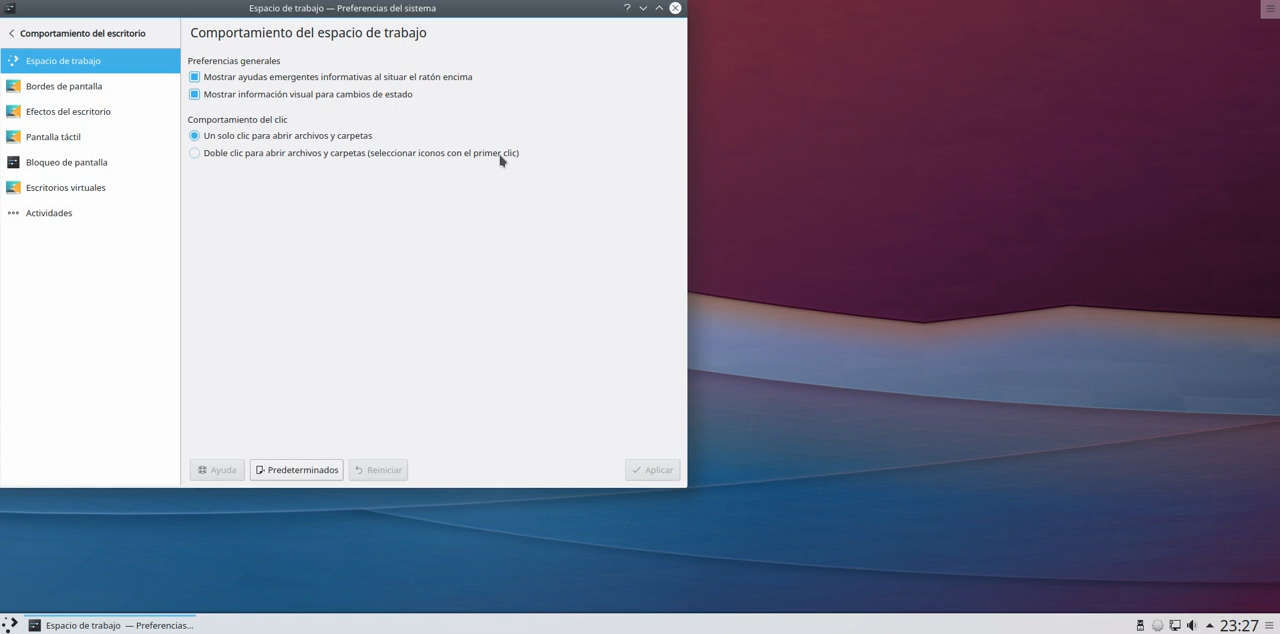 Espacio de trabajo — Preferencias del sistema
Comportamiento del escritorio
Espacio de trabajo
Bordes de pantalla
Efectos del escritorio
Pantalla táctil
Bloqueo de pantalla
Escritorios virtuales
Actividades
Comportamiento del espacio de trabajo
Preferencias generales
Mostrar ayudas emergentes informativas al situar el ratón encima
Mostrar información visual para cambios de estado
Comportamiento del clic
Un solo clic para abrir archivos y carpetas
Doble clic para abrir archivos y carpetas (seleccionar iconos con el primer clic)
Ayuda
Predeterminados
Reiniciar
Aplicar
Espacio de trabajo — Preferencias...
23:27